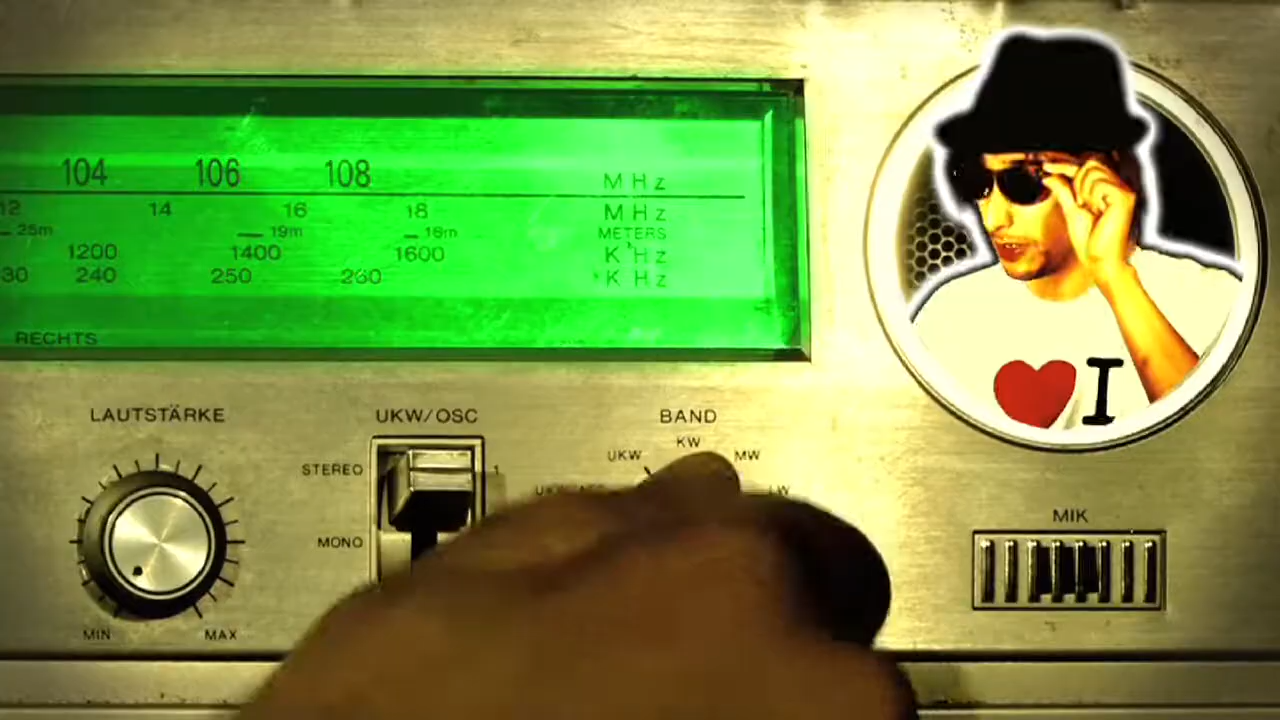 104 106 108 MHz
12 14 16 18 MHz
25m 19m 16m METERS
1200 1400 1600 KHz
30 240 250 260 KHz
RECHTS
LAUTSTÄRKE UKW/OSC BAND
KW
UKW MW
STEREO 1
LW
MIK
MONO
MIN MAX
I